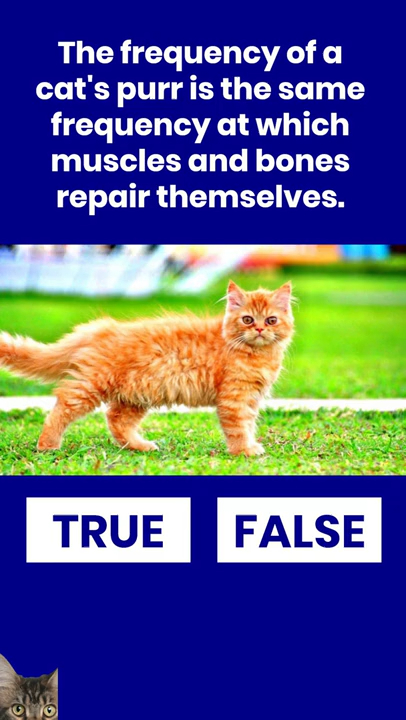 The frequency of a
cat's purr is the same
frequency at which
muscles and bones
repair themselves.
TRUE
FALSE